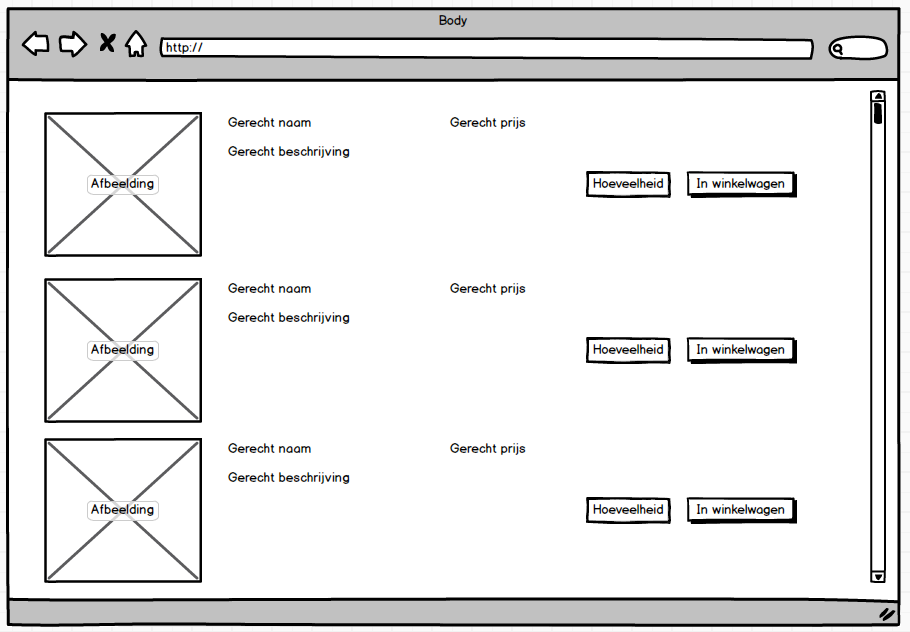 Body
http://
Gerecht naam Gerecht prijs
Gerecht beschrijving
Afbeelding Hoeveelheid In winkelwagen
Gerecht naam Gerecht prijs
Gerecht beschrijving
Afbeelding Hoeveelheid In winkelwagen
Gerecht naam Gerecht prijs
Gerecht beschrijving
Afbeelding Hoeveelheid In winkelwagen